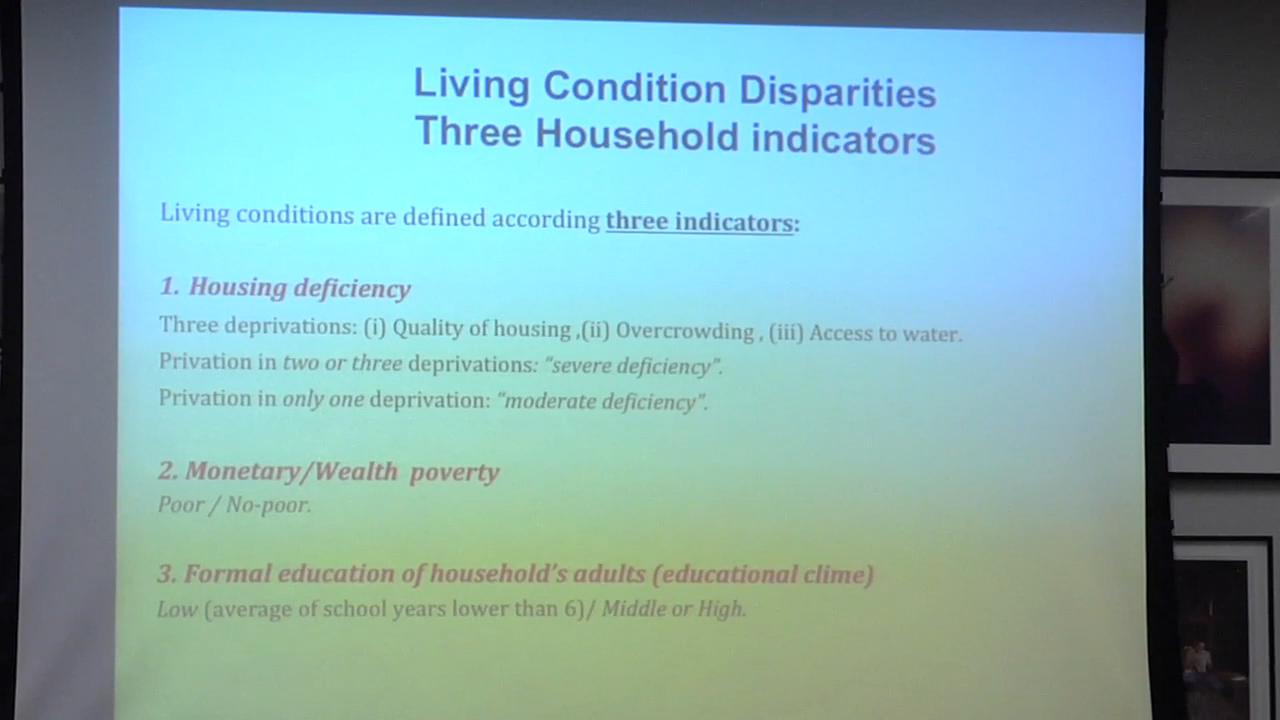 Living Condition Disparities
Three Household indicators
Living conditions are defined according three indicators:
1. Housing deficiency
Three deprivations: (i) Quality of housing ,(ii) Overcrowding , (iii) Access to water.
Privation in two or three deprivations: “severe deficiency”.
Privation in only one deprivation: “moderate deficiency”.
2. Monetary/Wealth poverty
Poor / No-poor.
3. Formal education of household’s adults (educational clime)
Low (average of school years lower than 6)/ Middle or High.